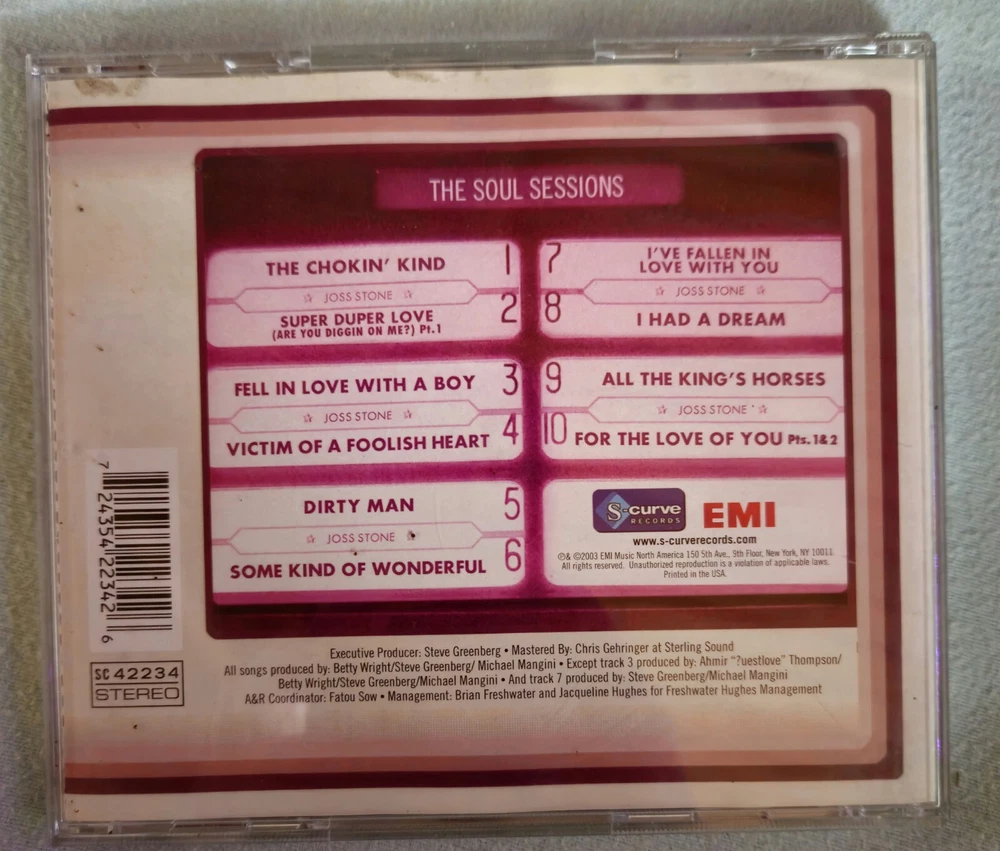 THE SOUL SESSIONS
THE CHOKIN' KIND 1
☆ JOSS STONE ☆
SUPER DUPER LOVE 2
(ARE YOU DIGGIN ON ME?) Pt.1
FELL IN LOVE WITH A BOY 3
☆ JOSS STONE ☆
VICTIM OF A FOOLISH HEART 4
DIRTY MAN 5
☆ JOSS STONE ☆
SOME KIND OF WONDERFUL 6
7 I'VE FALLEN IN
LOVE WITH YOU
☆ JOSS STONE ☆
8 I HAD A DREAM
9 ALL THE KING'S HORSES
☆ JOSS STONE ☆
10 FOR THE LOVE OF YOU Pts. 1&2
S-curve
RECORDS
EMI
www.s-curverecords.com
℗& ©2003 EMI Music North America 150 5th Ave., 9th Floor, New York, NY 10011.
All rights reserved. Unauthorized reproduction is a violation of applicable laws.
Printed in the USA.
7 24354 22342 6
SC 42234
STEREO
Executive Producer: Steve Greenberg • Mastered By: Chris Gehringer at Sterling Sound
All songs produced by: Betty Wright/Steve Greenberg/ Michael Mangini • Except track 3 produced by: Ahmir "?uestlove" Thompson/
Betty Wright/Steve Greenberg/Michael Mangini • And track 7 produced by: Steve Greenberg/Michael Mangini
A&R Coordinator: Fatou Sow • Management: Brian Freshwater and Jacqueline Hughes for Freshwater Hughes Management